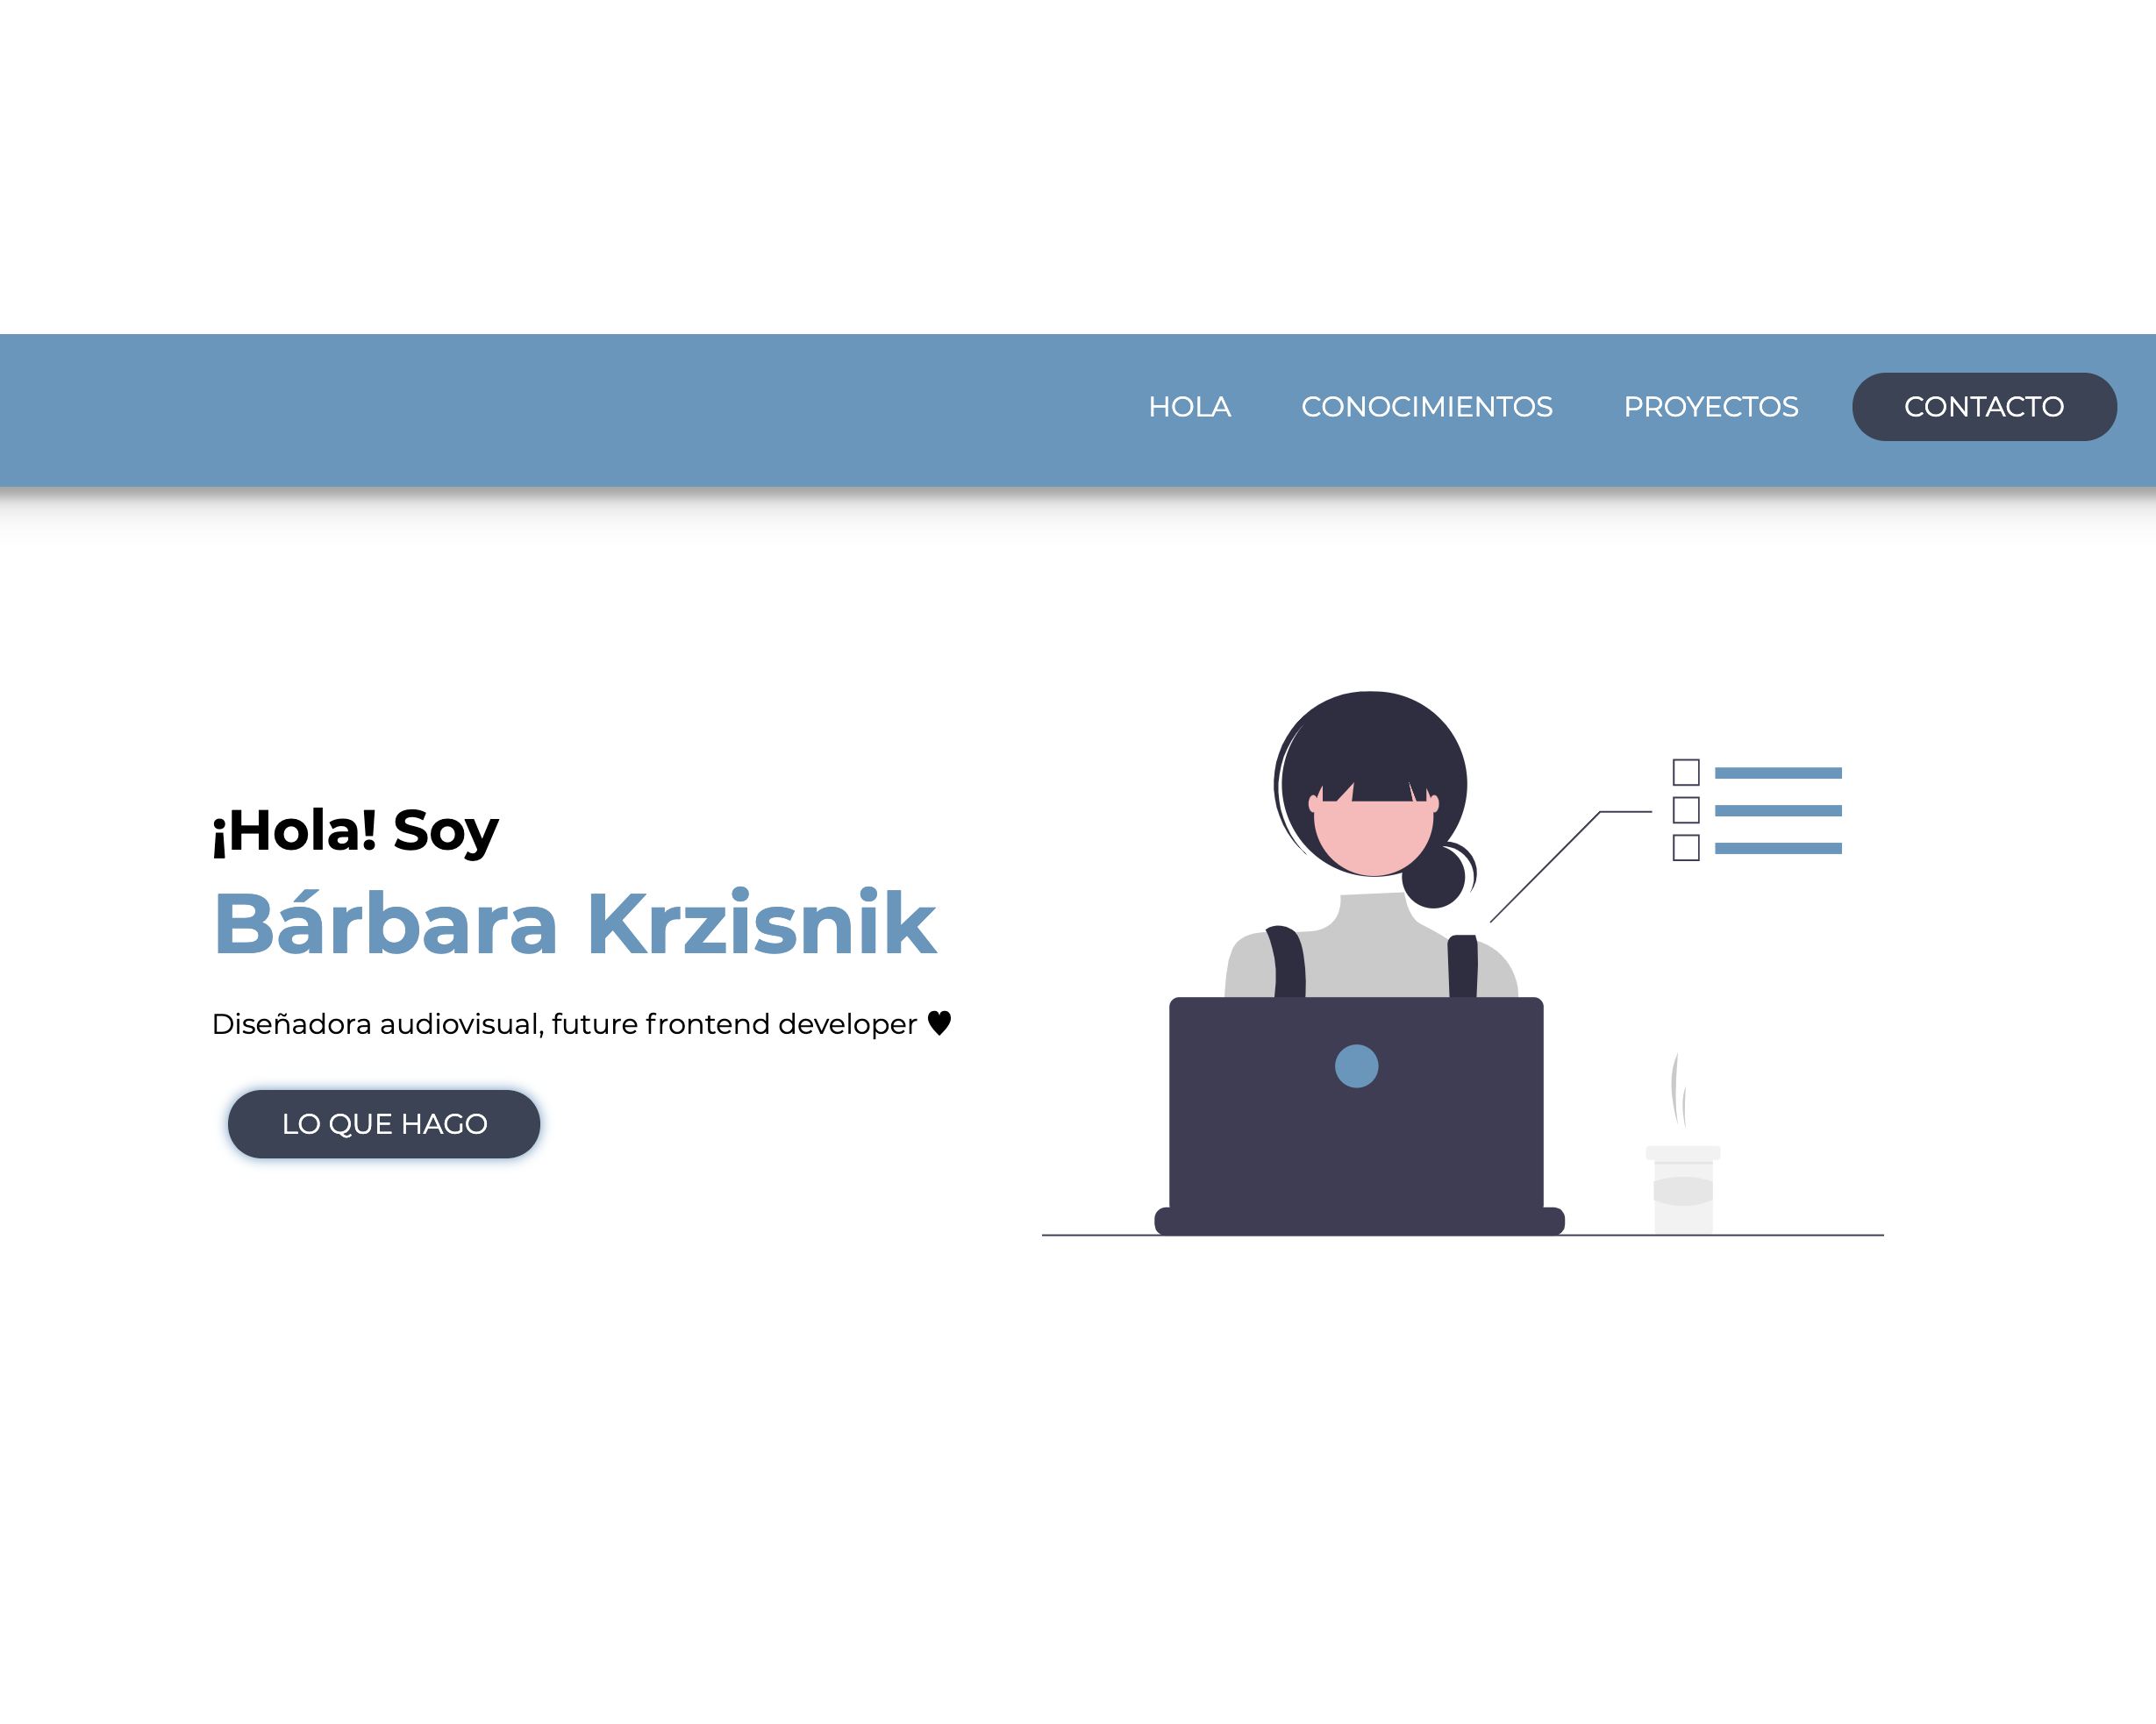 HOLA CONOCIMIENTOS PROYECTOS CONTACTO
¡Hola! Soy
Bárbara Krzisnik
Diseñadora audiovisual, future frontend developer ♥
LO QUE HAGO